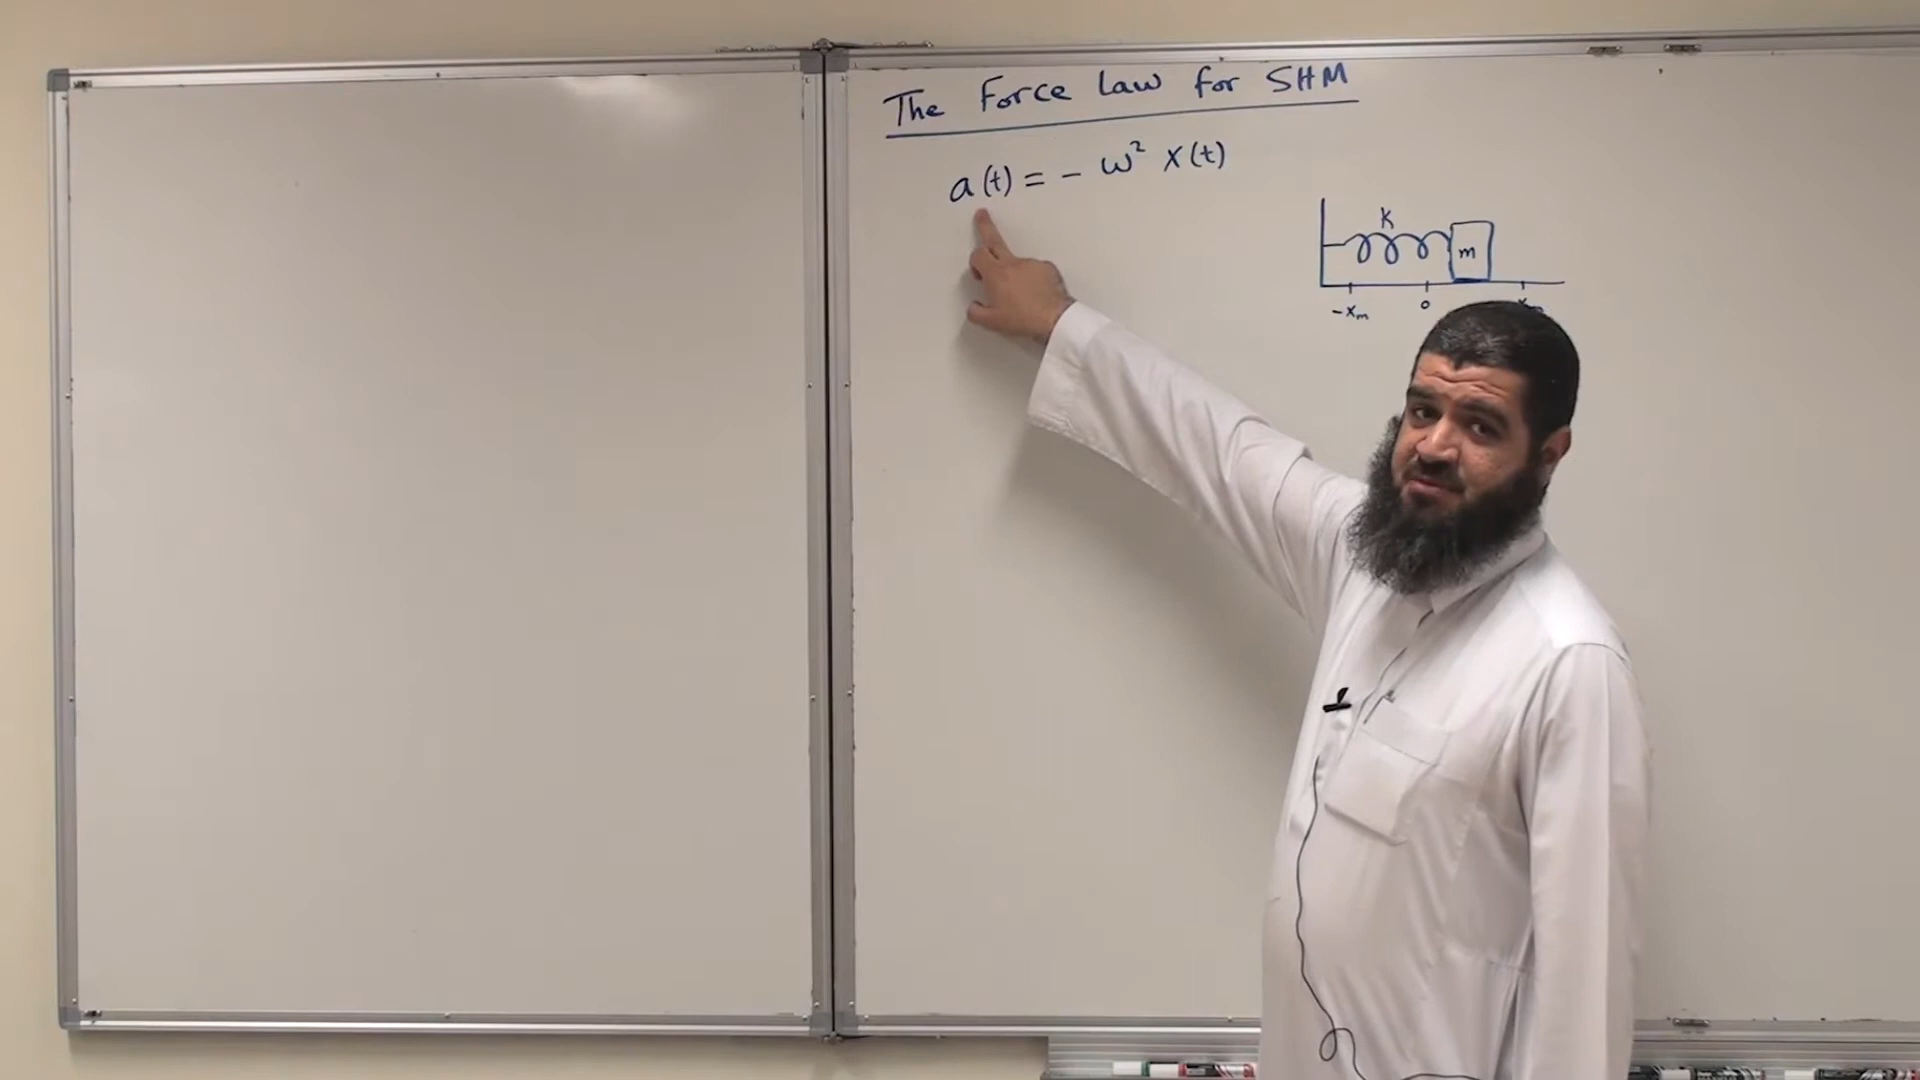 The Force Law for SHM
a(t) = - ω² x(t)
K
m
-xₘ 0